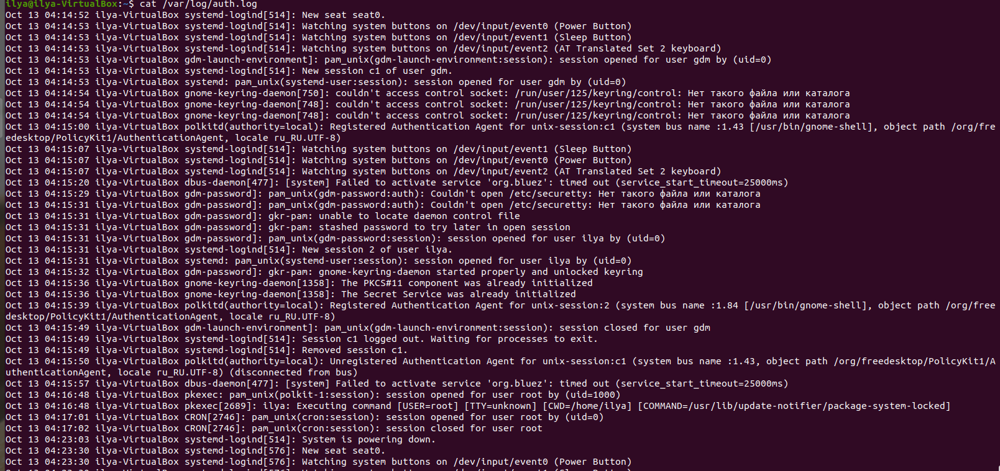 ilya@ilya-VirtualBox:~$ cat /var/log/auth.log
Oct 13 04:14:52 ilya-VirtualBox systemd-logind[514]: New seat seat0.
Oct 13 04:14:53 ilya-VirtualBox systemd-logind[514]: Watching system buttons on /dev/input/event0 (Power Button)
Oct 13 04:14:53 ilya-VirtualBox systemd-logind[514]: Watching system buttons on /dev/input/event1 (Sleep Button)
Oct 13 04:14:53 ilya-VirtualBox systemd-logind[514]: Watching system buttons on /dev/input/event2 (AT Translated Set 2 keyboard)
Oct 13 04:14:53 ilya-VirtualBox gdm-launch-environment]: pam_unix(gdm-launch-environment:session): session opened for user gdm by (uid=0)
Oct 13 04:14:53 ilya-VirtualBox systemd-logind[514]: New session c1 of user gdm.
Oct 13 04:14:53 ilya-VirtualBox systemd: pam_unix(systemd-user:session): session opened for user gdm by (uid=0)
Oct 13 04:14:54 ilya-VirtualBox gnome-keyring-daemon[750]: couldn't access control socket: /run/user/125/keyring/control: Нет такого файла или каталога
Oct 13 04:14:54 ilya-VirtualBox gnome-keyring-daemon[748]: couldn't access control socket: /run/user/125/keyring/control: Нет такого файла или каталога
Oct 13 04:14:54 ilya-VirtualBox gnome-keyring-daemon[748]: couldn't access control socket: /run/user/125/keyring/control: Нет такого файла или каталога
Oct 13 04:15:00 ilya-VirtualBox polkitd(authority=local): Registered Authentication Agent for unix-session:c1 (system bus name :1.43 [/usr/bin/gnome-shell], object path /org/fre
edesktop/PolicyKit1/AuthenticationAgent, locale ru_RU.UTF-8)
Oct 13 04:15:07 ilya-VirtualBox systemd-logind[514]: Watching system buttons on /dev/input/event1 (Sleep Button)
Oct 13 04:15:07 ilya-VirtualBox systemd-logind[514]: Watching system buttons on /dev/input/event0 (Power Button)
Oct 13 04:15:07 ilya-VirtualBox systemd-logind[514]: Watching system buttons on /dev/input/event2 (AT Translated Set 2 keyboard)
Oct 13 04:15:20 ilya-VirtualBox dbus-daemon[477]: [system] Failed to activate service 'org.bluez': timed out (service_start_timeout=25000ms)
Oct 13 04:15:29 ilya-VirtualBox gdm-password]: pam_unix(gdm-password:auth): Couldn't open /etc/securetty: Нет такого файла или каталога
Oct 13 04:15:31 ilya-VirtualBox gdm-password]: pam_unix(gdm-password:auth): Couldn't open /etc/securetty: Нет такого файла или каталога
Oct 13 04:15:31 ilya-VirtualBox gdm-password]: gkr-pam: unable to locate daemon control file
Oct 13 04:15:31 ilya-VirtualBox gdm-password]: gkr-pam: stashed password to try later in open session
Oct 13 04:15:31 ilya-VirtualBox gdm-password]: pam_unix(gdm-password:session): session opened for user ilya by (uid=0)
Oct 13 04:15:31 ilya-VirtualBox systemd-logind[514]: New session 2 of user ilya.
Oct 13 04:15:31 ilya-VirtualBox systemd: pam_unix(systemd-user:session): session opened for user ilya by (uid=0)
Oct 13 04:15:32 ilya-VirtualBox gdm-password]: gkr-pam: gnome-keyring-daemon started properly and unlocked keyring
Oct 13 04:15:36 ilya-VirtualBox gnome-keyring-daemon[1358]: The PKCS#11 component was already initialized
Oct 13 04:15:36 ilya-VirtualBox gnome-keyring-daemon[1358]: The Secret Service was already initialized
Oct 13 04:15:39 ilya-VirtualBox polkitd(authority=local): Registered Authentication Agent for unix-session:2 (system bus name :1.84 [/usr/bin/gnome-shell], object path /org/free
desktop/PolicyKit1/AuthenticationAgent, locale ru_RU.UTF-8)
Oct 13 04:15:49 ilya-VirtualBox gdm-launch-environment]: pam_unix(gdm-launch-environment:session): session closed for user gdm
Oct 13 04:15:49 ilya-VirtualBox systemd-logind[514]: Session c1 logged out. Waiting for processes to exit.
Oct 13 04:15:49 ilya-VirtualBox systemd-logind[514]: Removed session c1.
Oct 13 04:15:50 ilya-VirtualBox polkitd(authority=local): Unregistered Authentication Agent for unix-session:c1 (system bus name :1.43, object path /org/freedesktop/PolicyKit1/A
uthenticationAgent, locale ru_RU.UTF-8) (disconnected from bus)
Oct 13 04:15:57 ilya-VirtualBox dbus-daemon[477]: [system] Failed to activate service 'org.bluez': timed out (service_start_timeout=25000ms)
Oct 13 04:16:48 ilya-VirtualBox pkexec: pam_unix(polkit-1:session): session opened for user root by (uid=1000)
Oct 13 04:16:48 ilya-VirtualBox pkexec[2689]: ilya: Executing command [USER=root] [TTY=unknown] [CWD=/home/ilya] [COMMAND=/usr/lib/update-notifier/package-system-locked]
Oct 13 04:17:01 ilya-VirtualBox CRON[2746]: pam_unix(cron:session): session opened for user root by (uid=0)
Oct 13 04:17:02 ilya-VirtualBox CRON[2746]: pam_unix(cron:session): session closed for user root
Oct 13 04:23:03 ilya-VirtualBox systemd-logind[514]: System is powering down.
Oct 13 04:23:30 ilya-VirtualBox systemd-logind[576]: New seat seat0.
Oct 13 04:23:30 ilya-VirtualBox systemd-logind[576]: Watching system buttons on /dev/input/event0 (Power Button)